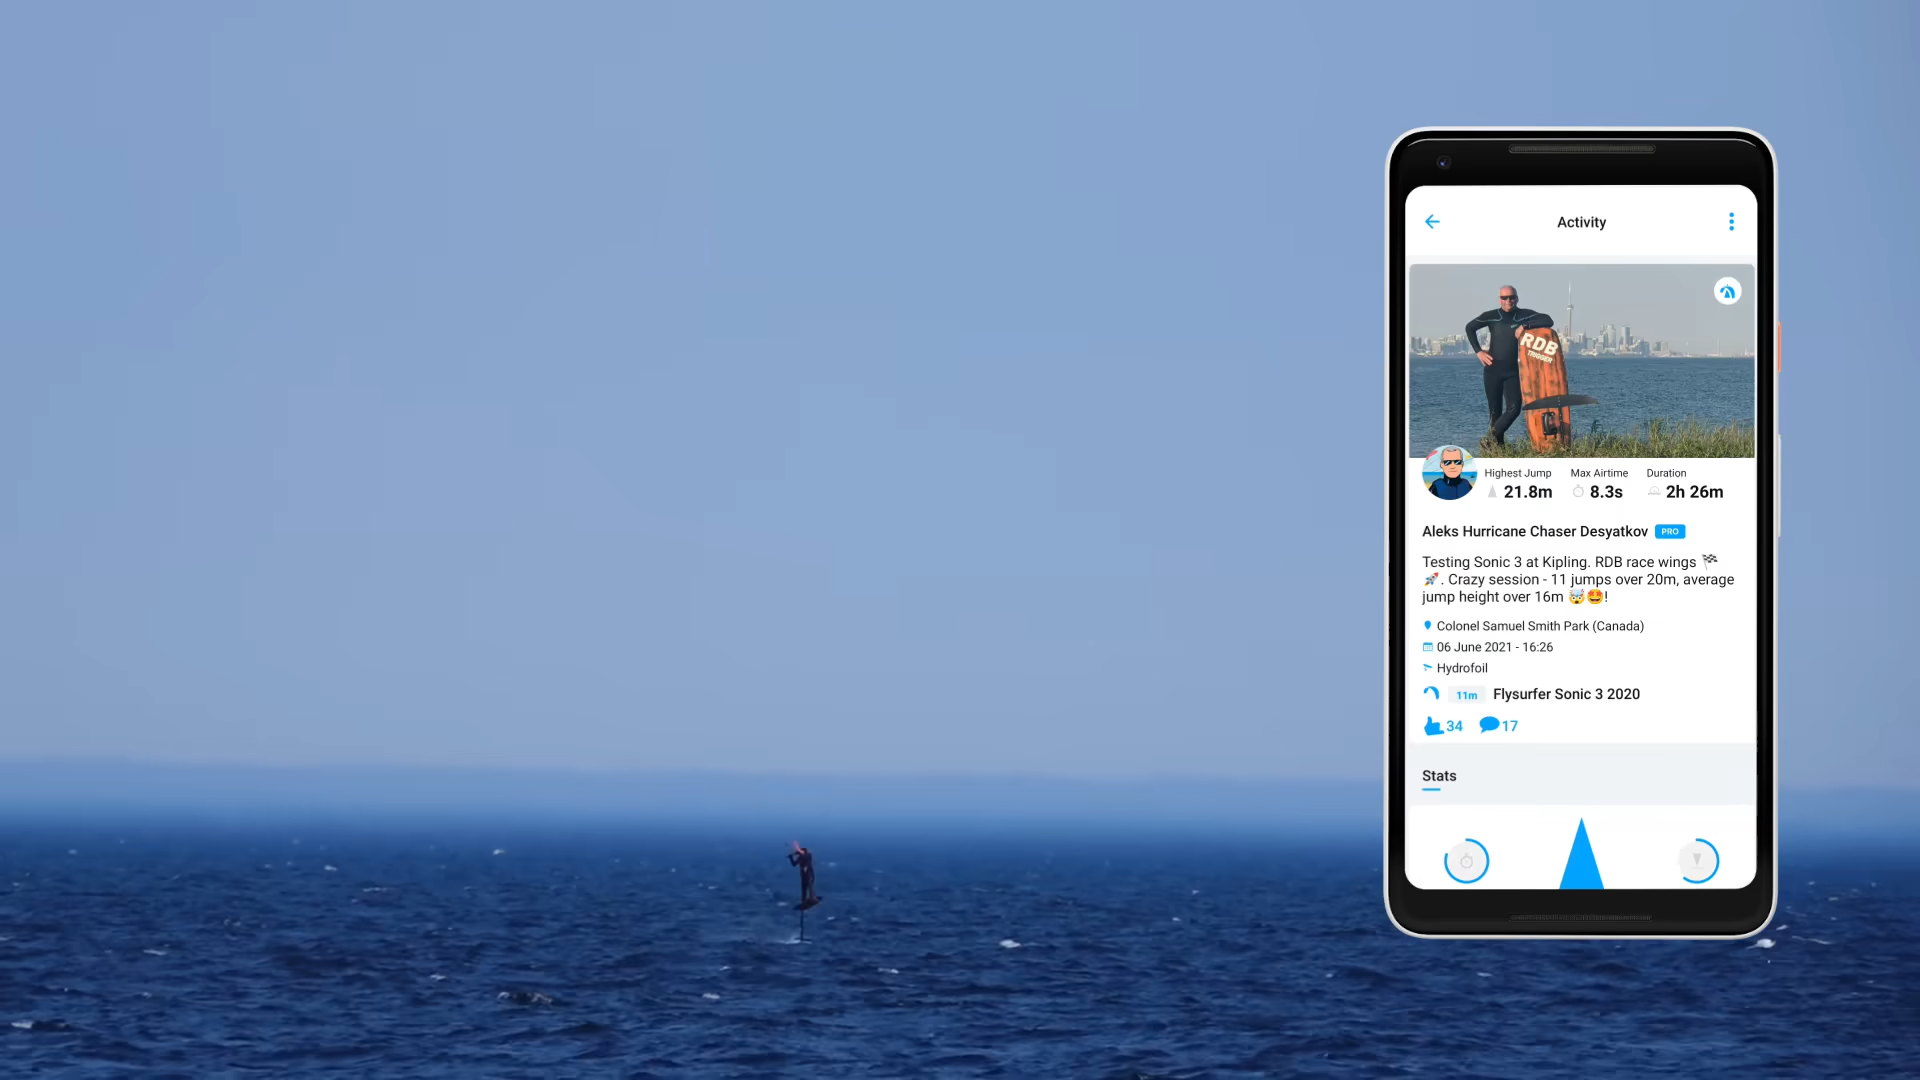 Activity
RDB
TRIGGER
Highest Jump Max Airtime Duration
21.8m 8.3s 2h 26m
Aleks Hurricane Chaser Desyatkov PRO
Testing Sonic 3 at Kipling. RDB race wings 🏁
🚀. Crazy session - 11 jumps over 20m, average
jump height over 16m 🤯🤩!
Colonel Samuel Smith Park (Canada)
06 June 2021 - 16:26
Hydrofoil
11m Flysurfer Sonic 3 2020
34 17
Stats